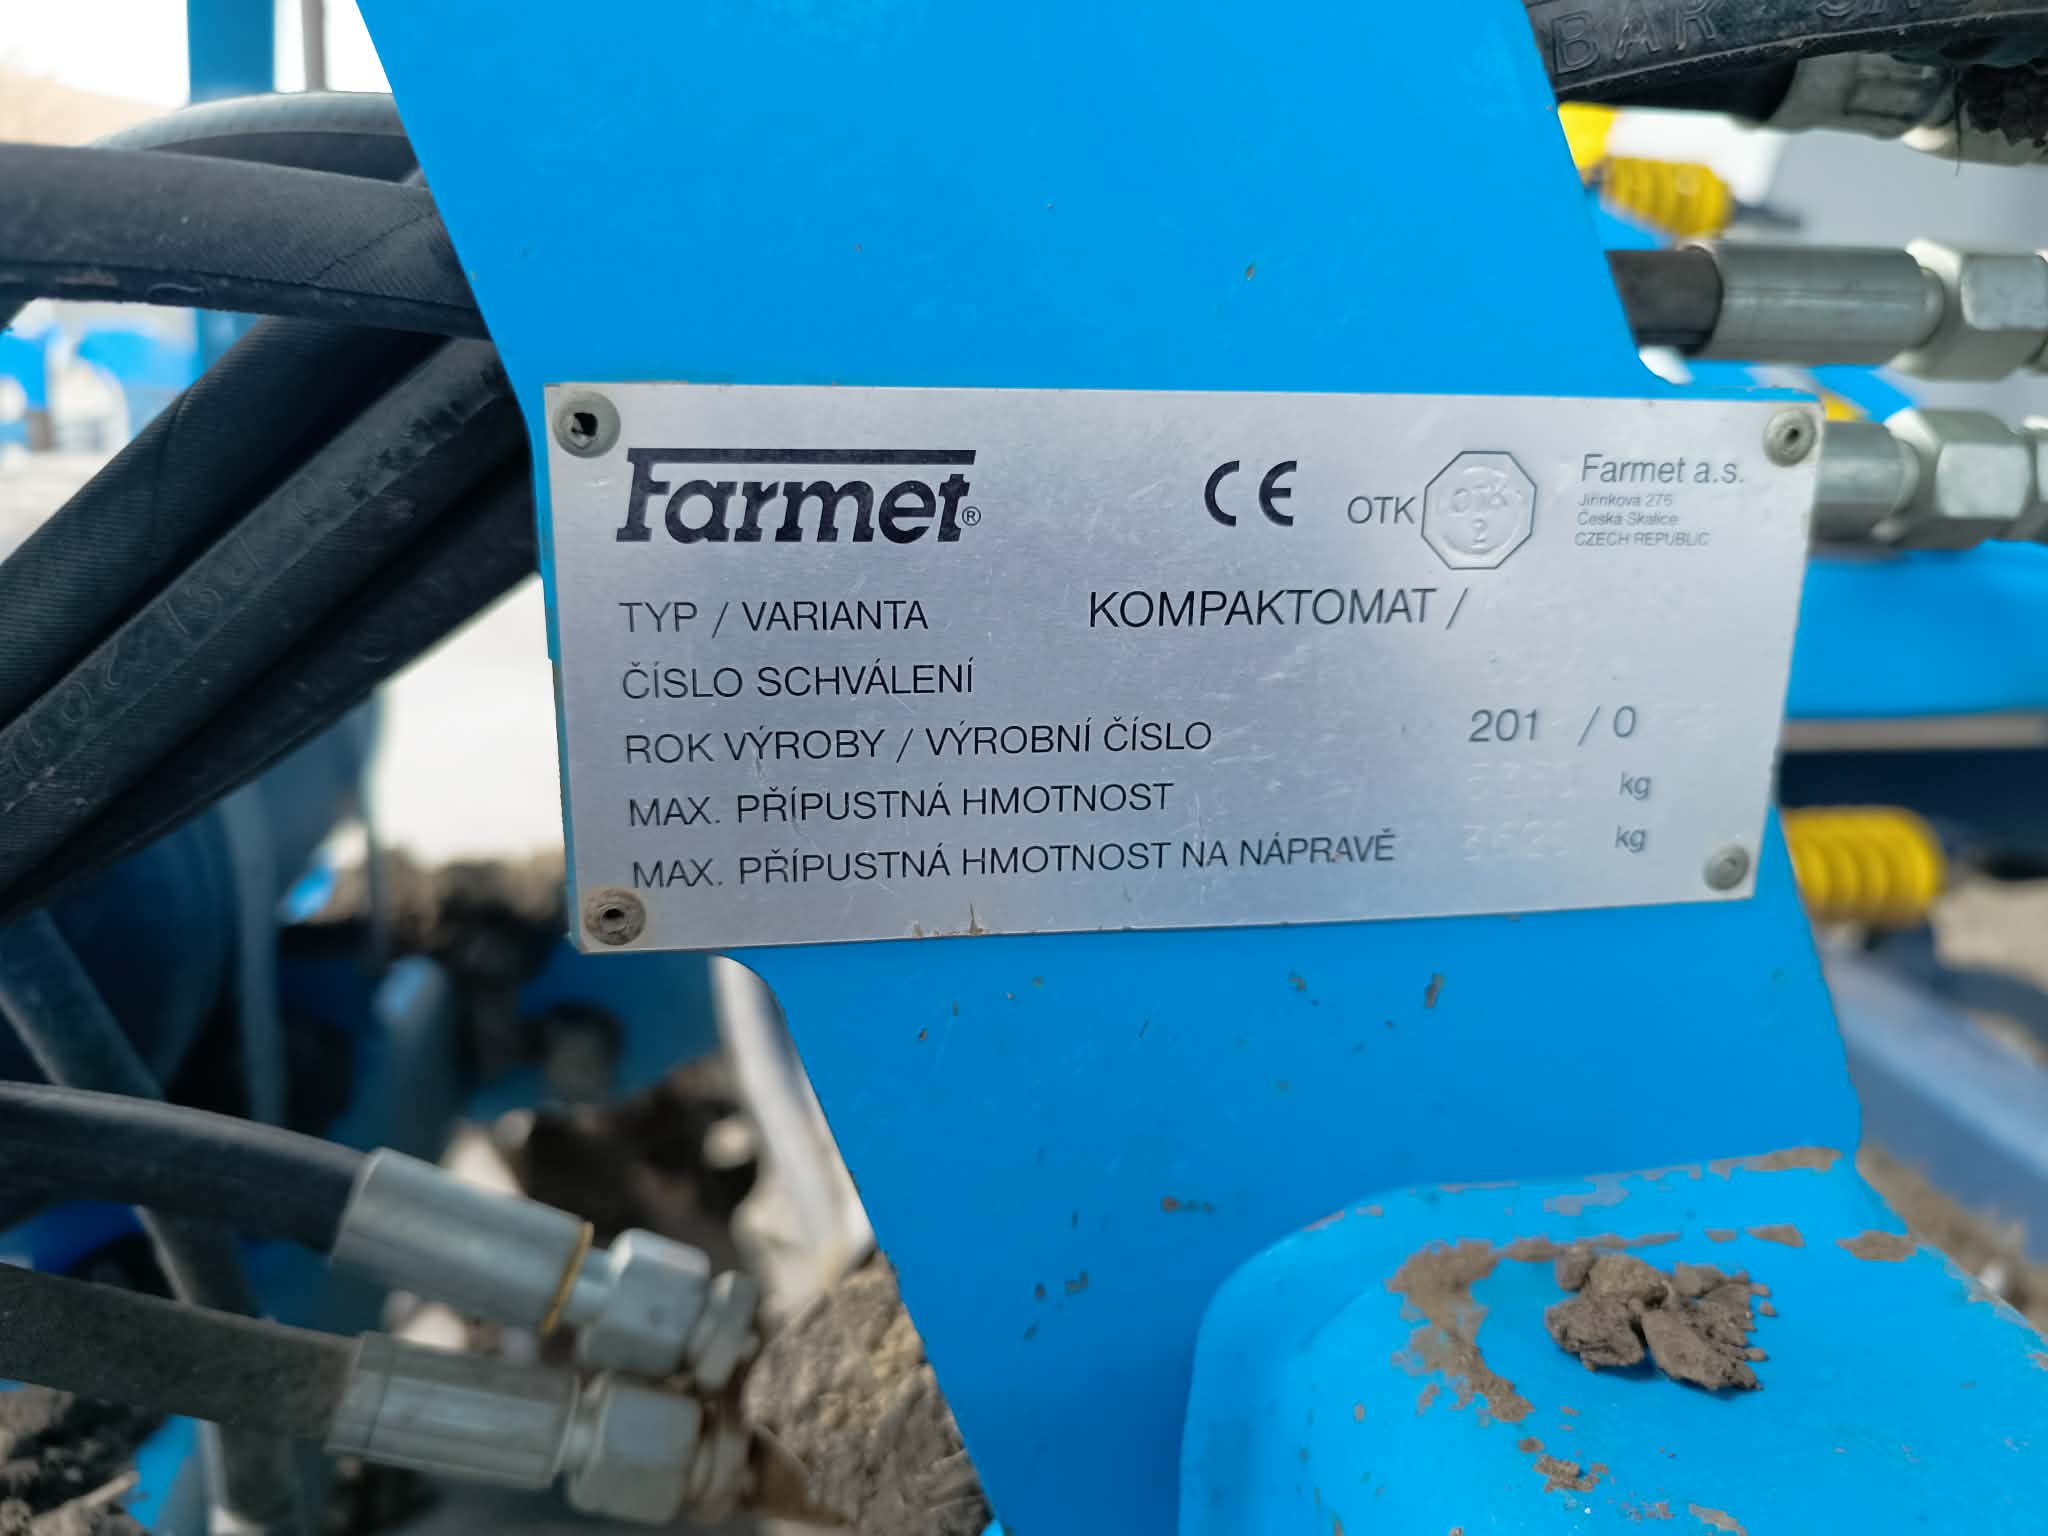 Farmet®
CE
OTK
OTK
2
Farmet a.s.
Jiřinkova 276
Česká Skalice
CZECH REPUBLIC
TYP / VARIANTA KOMPAKTOMAT /
ČÍSLO SCHVÁLENÍ
ROK VÝROBY / VÝROBNÍ ČÍSLO 201 / 0
MAX. PŘÍPUSTNÁ HMOTNOST kg
MAX. PŘÍPUSTNÁ HMOTNOST NA NÁPRAVĚ kg
BAR